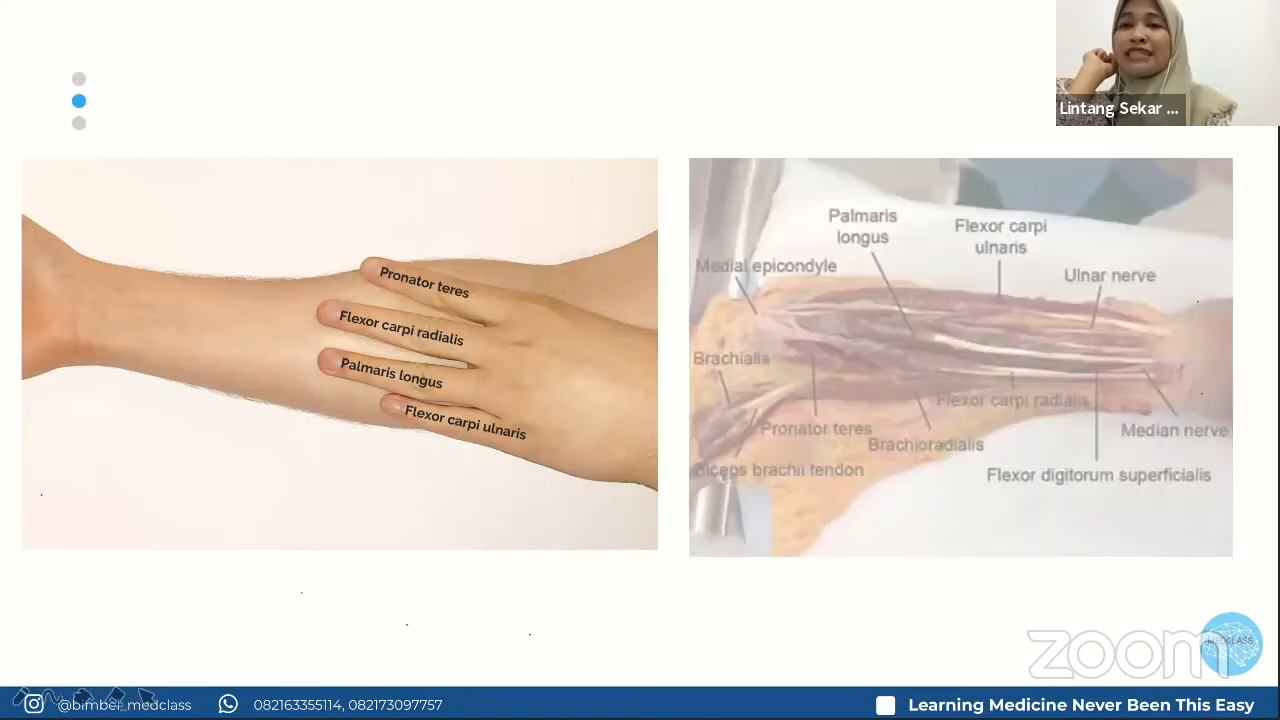 Lintang Sekar ...
Pronator teres
Flexor carpi radialis
Palmaris longus
Flexor carpi ulnaris
Palmaris
longus
Flexor carpi
ulnaris
Medial epicondyle
Ulnar nerve
Brachialis
Flexor carpi radialis
Pronator teres
Brachioradialis
Median nerve
Biceps brachii tendon
Flexor digitorum superficialis
zoom
MEDCLASS
@bimber_medclass
082163355114, 082173097757
Learning Medicine Never Been This Easy